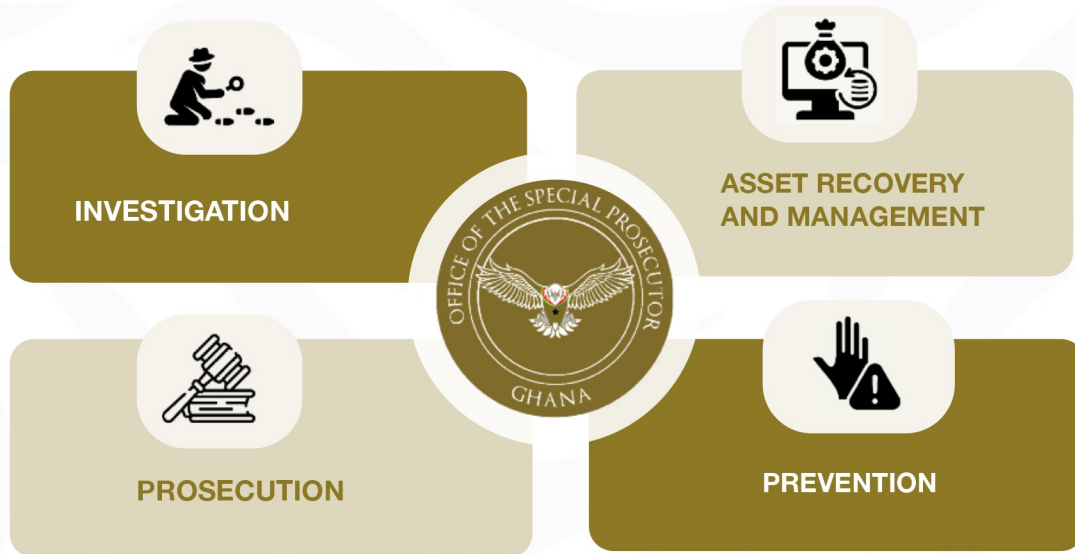 INVESTIGATION
ASSET RECOVERY
AND MANAGEMENT
OFFICE OF THE SPECIAL PROSECUTOR
GHANA
PROSECUTION
PREVENTION